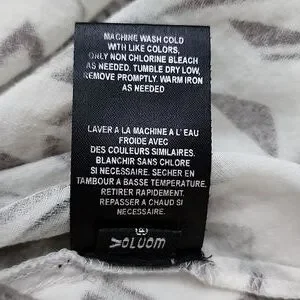 MACHINE WASH COLD
WITH LIKE COLORS,
ONLY NON CHLORINE BLEACH
AS NEEDED. TUMBLE DRY LOW,
REMOVE PROMPTLY. WARM IRON
AS NEEDED.
LAVER A LA MACHINE A L' EAU
FROIDE AVEC
DES COULEURS SIMILAIRES.
BLANCHIR SANS CHLORE
SI NECESSAIRE. SECHER EN
TAMBOUR A BASSE TEMPERATURE.
RETIRER RAPIDEMENT.
REPASSER A CHAUD SI
NECESSAIRE.